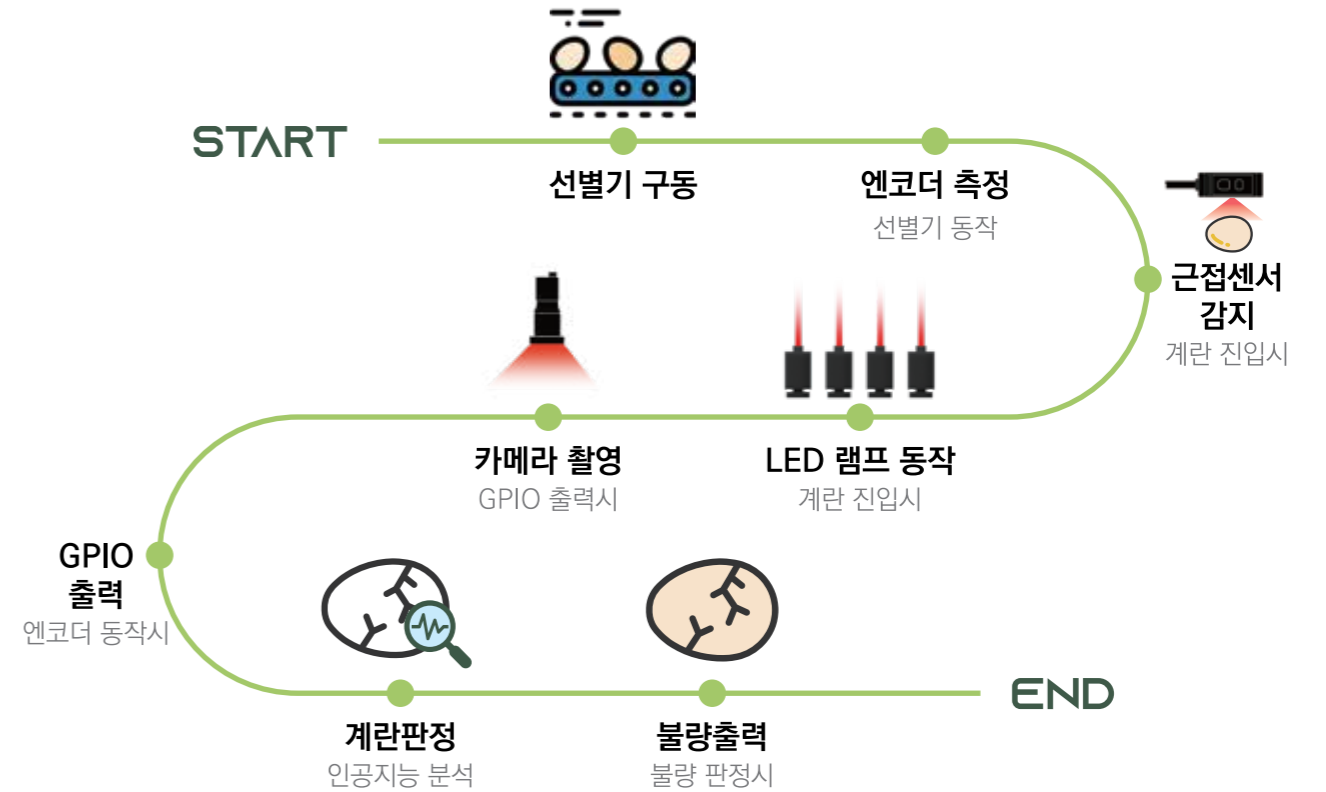 START
선별기 구동
엔코더 측정
선별기 동작
근접센서
감지
계란 진입시
LED 램프 동작
계란 진입시
카메라 촬영
GPIO 출력시
GPIO
출력
엔코더 동작시
계란판정
인공지능 분석
불량출력
불량 판정시
END